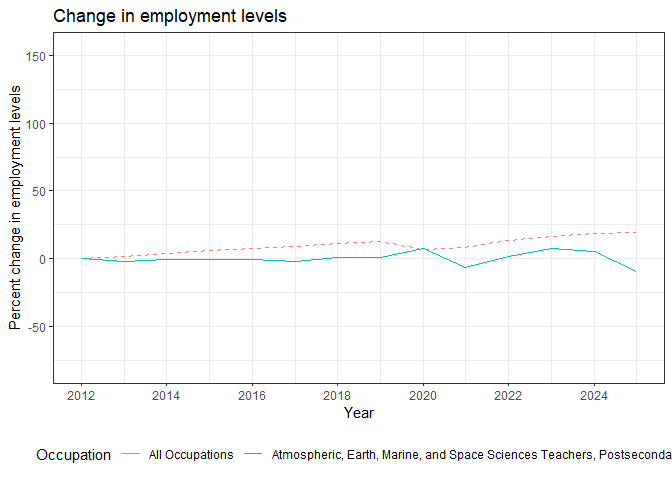 Change in employment levels
150
100
50
0
-50
Percent change in employment levels
2012 2014 2016 2018 2020 2022 2024
Year
Occupation All Occupations Atmospheric, Earth, Marine, and Space Sciences Teachers, Postseconda